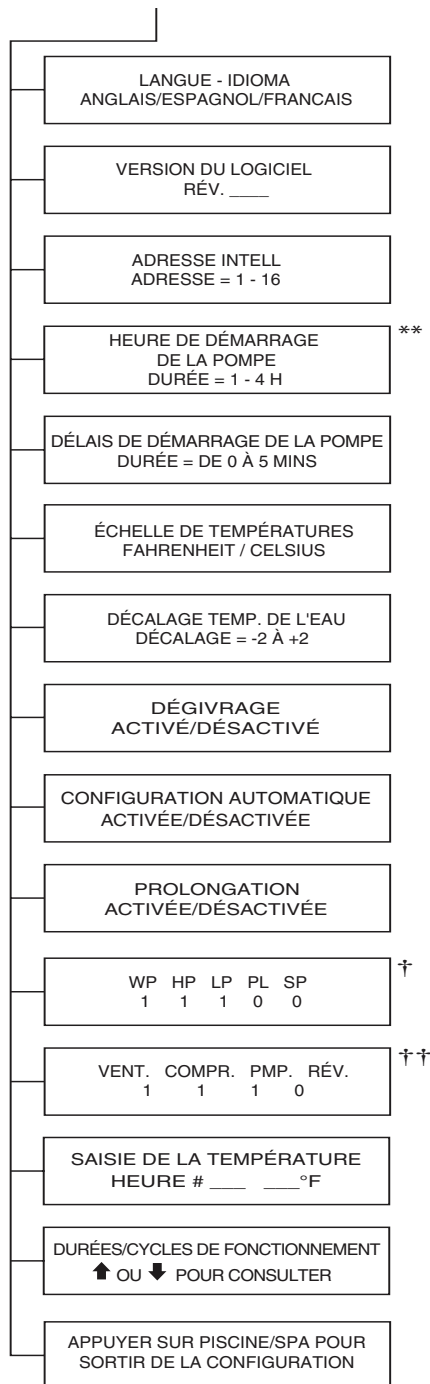 LANGUE - IDIOMA
ANGLAIS/ESPAGNOL/FRANCAIS
VERSION DU LOGICIEL
RÉV. ____
ADRESSE INTELL
ADRESSE = 1 - 16
HEURE DE DÉMARRAGE
DE LA POMPE
DURÉE = 1 - 4 H
**
DÉLAIS DE DÉMARRAGE DE LA POMPE
DURÉE = DE 0 À 5 MINS
ÉCHELLE DE TEMPÉRATURES
FAHRENHEIT / CELSIUS
DÉCALAGE TEMP. DE L'EAU
DÉCALAGE = -2 À +2
DÉGIVRAGE
ACTIVÉ/DÉSACTIVÉ
CONFIGURATION AUTOMATIQUE
ACTIVÉE/DÉSACTIVÉE
PROLONGATION
ACTIVÉE/DÉSACTIVÉE
WP HP LP PL SP
1 1 1 0 0
†
VENT. COMPR. PMP. RÉV.
1 1 1 0
††
SAISIE DE LA TEMPÉRATURE
HEURE # ___ ___°F
DURÉES/CYCLES DE FONCTIONNEMENT
⬆ OU ⬇ POUR CONSULTER
APPUYER SUR PISCINE/SPA POUR
SORTIR DE LA CONFIGURATION